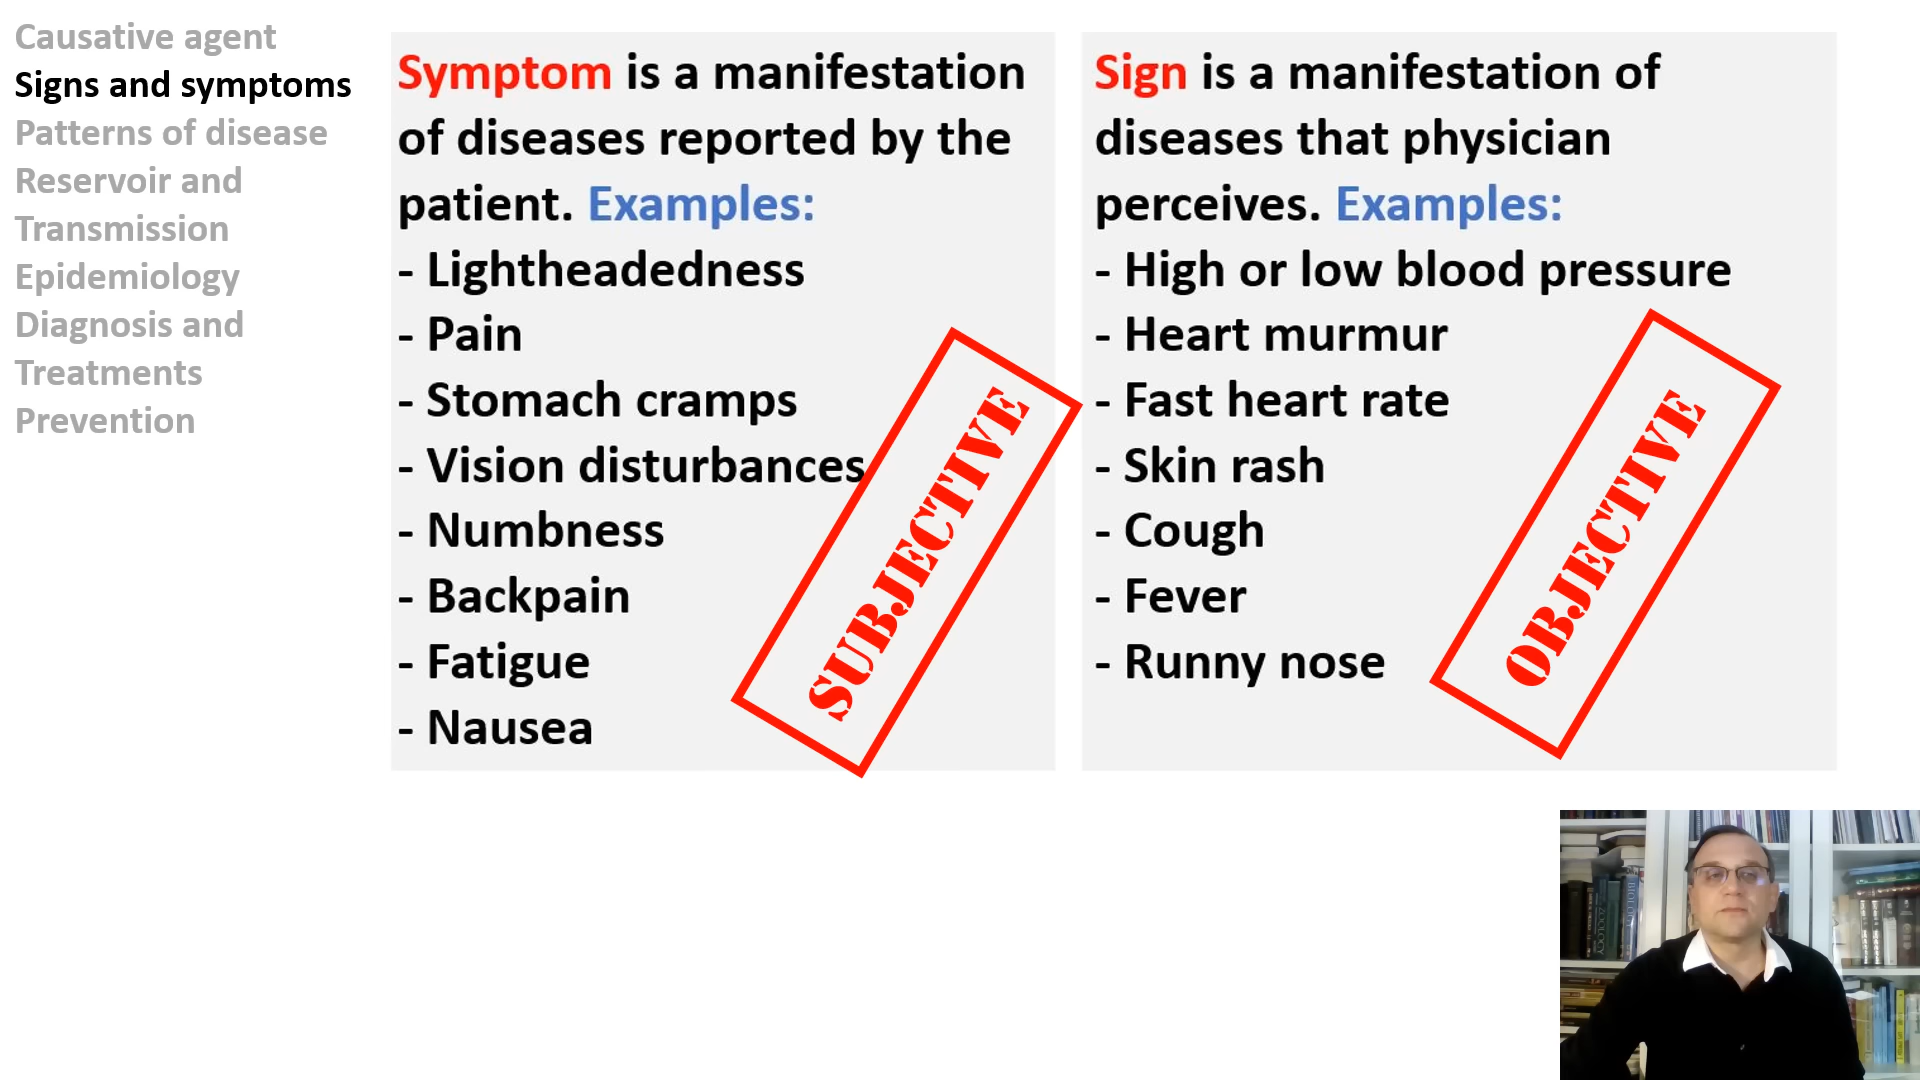 Causative agent
Signs and symptoms
Patterns of disease
Reservoir and
Transmission
Epidemiology
Diagnosis and
Treatments
Prevention
Symptom is a manifestation
of diseases reported by the
patient. Examples:
- Lightheadedness
- Pain
- Stomach cramps
- Vision disturbances
- Numbness
- Backpain
- Fatigue
- Nausea
SUBJECTIVE
Sign is a manifestation of
diseases that physician
perceives. Examples:
- High or low blood pressure
- Heart murmur
- Fast heart rate
- Skin rash
- Cough
- Fever
- Runny nose
OBJECTIVE
ZOOLOGY
BIOLOGY